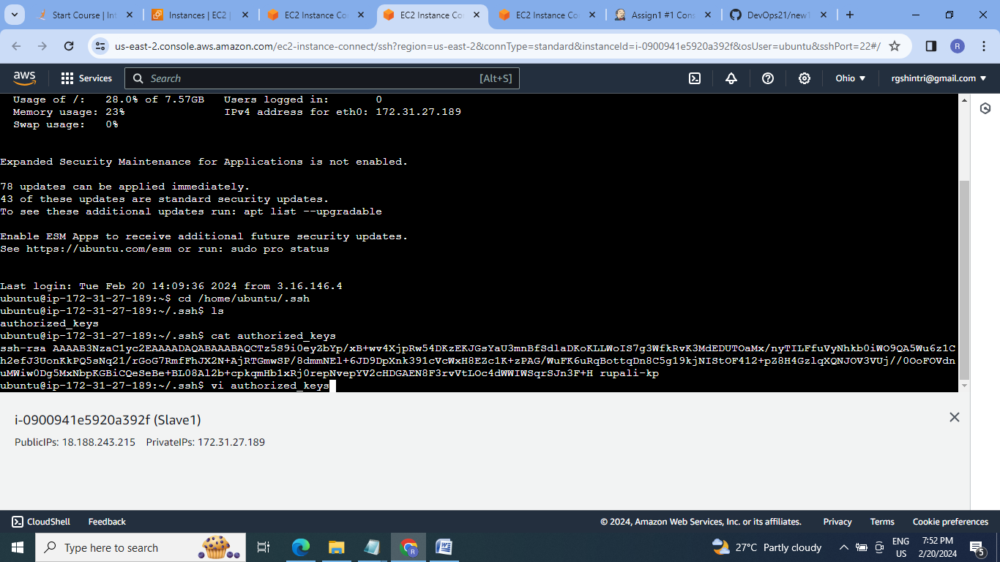 Start Course | Int
Instances | EC2 |
EC2 Instance Co
EC2 Instance Co
EC2 Instance Co
Assign1 #1 Cons
DevOps21/new1
us-east-2.console.aws.amazon.com/ec2-instance-connect/ssh?region=us-east-2&connType=standard&instanceId=i-0900941e5920a392f&osUser=ubuntu&sshPort=22#/
R
aws
Services
Search
[Alt+S]
Ohio
rgshintri@gmail.com
Usage of /: 28.0% of 7.57GB Users logged in: 0
Memory usage: 23% IPv4 address for eth0: 172.31.27.189
Swap usage: 0%
Expanded Security Maintenance for Applications is not enabled.
78 updates can be applied immediately.
43 of these updates are standard security updates.
To see these additional updates run: apt list --upgradable
Enable ESM Apps to receive additional future security updates.
See https://ubuntu.com/esm or run: sudo pro status
Last login: Tue Feb 20 14:09:36 2024 from 3.16.146.4
ubuntu@ip-172-31-27-189:~$ cd /home/ubuntu/.ssh
ubuntu@ip-172-31-27-189:~/.ssh$ ls
authorized_keys
ubuntu@ip-172-31-27-189:~/.ssh$ cat authorized_keys
ssh-rsa AAAAB3NzaC1yc2EAAAADAQABAAABAQCTz5S9i0eyZbYp/xB+wv4XjpRw54DKzEKJGsYaU3mnBfSdlaDKoKLLWoIS7g3WfkRvK3MdEDUTOaMx/nyTILFfuVyNhkb0iWO9QA5Wu6z1C
h2efJ3UonKkPQ5sNq21/rGoG7RmfFhJX2N+AjRTGmwSP/8dmmNEl+6JD9DpXnk391cVcWxH8EZc1K+zPAG/WuFK6uRqBottqDn8C5g19kjNIStOF412+pZ8H4GzlqXQNJOV3VUj//0OoFOVdn
uMWiw0Dg5MxNbpKGBiCQeSeBe+BL08Al2b+cpkqmHb1xRj0repNvepYV2cHDGAEN8F3rvVtLOc4dWWIWSqrSJn3F+H rupali-kp
ubuntu@ip-172-31-27-189:~/.ssh$ vi authorized_keys
i-0900941e5920a392f (Slave1)
PublicIPs: 18.188.243.215 PrivateIPs: 172.31.27.189
CloudShell
Feedback
© 2024, Amazon Web Services, Inc. or its affiliates.
Privacy
Terms
Cookie preferences
Type here to search
R
27°C Partly cloudy
ENG
US
7:52 PM
2/20/2024
5